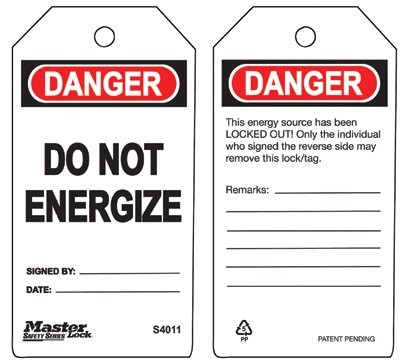 DANGER
DO NOT
ENERGIZE
SIGNED BY:
DATE:
Master Lock
SAFETY SERIES
S4011
DANGER
This energy source has been
LOCKED OUT! Only the individual
who signed the reverse side may
remove this lock/tag.
Remarks:
PP
PATENT PENDING